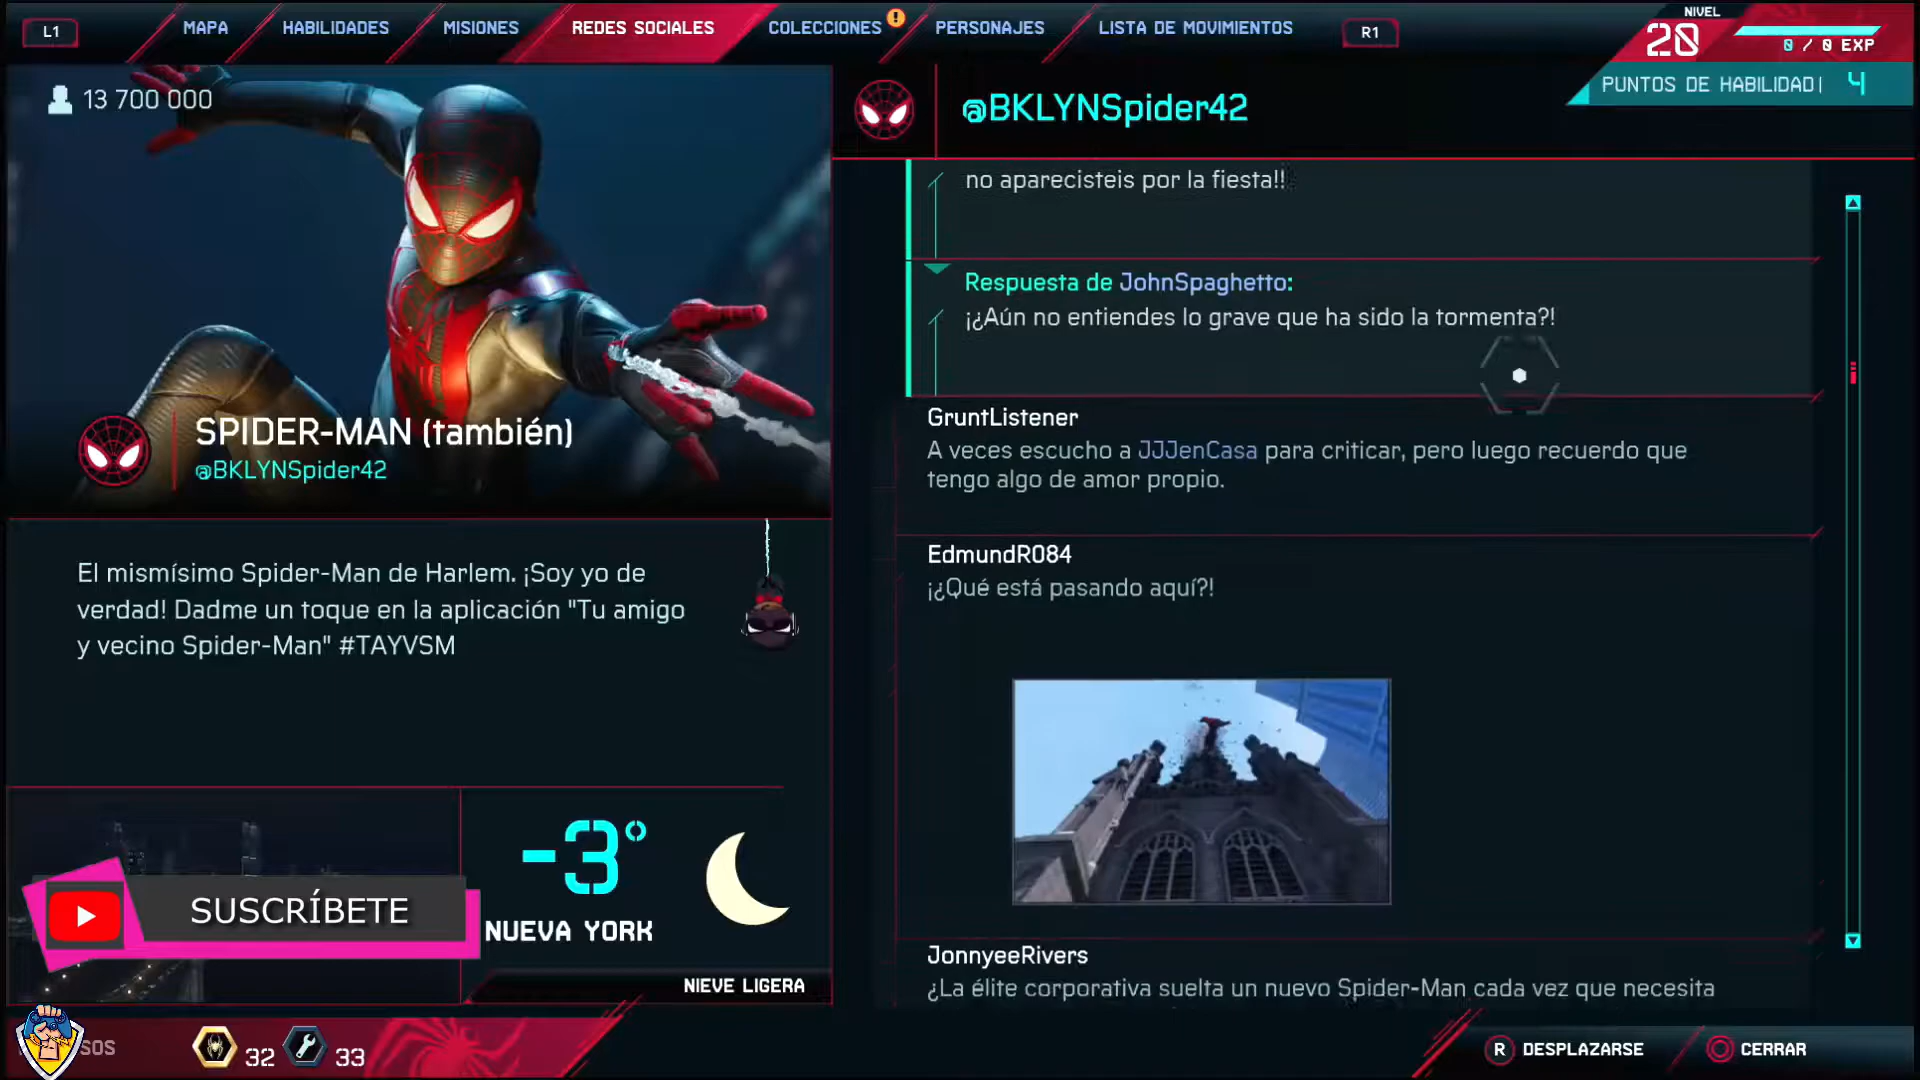 L1
MAPA
HABILIDADES
MISIONES
REDES SOCIALES
COLECCIONES
!
PERSONAJES
LISTA DE MOVIMIENTOS
R1
NIVEL
20
0 / 0 EXP
PUNTOS DE HABILIDAD| 4
13 700 000
SPIDER-MAN (también)
@BKLYNSpider42
El mismísimo Spider-Man de Harlem. ¡Soy yo de
verdad! Dadme un toque en la aplicación "Tu amigo
y vecino Spider-Man" #TAYVSM
-3°
NUEVA YORK
NIEVE LIGERA
SUSCRÍBETE
@BKLYNSpider42
no aparecisteis por la fiesta!!
Respuesta de JohnSpaghetto:
¡¿Aún no entiendes lo grave que ha sido la tormenta?!
GruntListener
A veces escucho a JJJenCasa para criticar, pero luego recuerdo que
tengo algo de amor propio.
EdmundR084
¡¿Qué está pasando aquí?!
JonnyeeRivers
¿La élite corporativa suelta un nuevo Spider-Man cada vez que necesita
32
33
R DESPLAZARSE
CERRAR